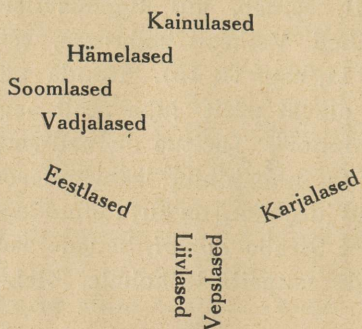 Kainulased
Hämelased
Soomlased
Vadjalased
Eestlased
Karjalased
Liivlased
Vepslased